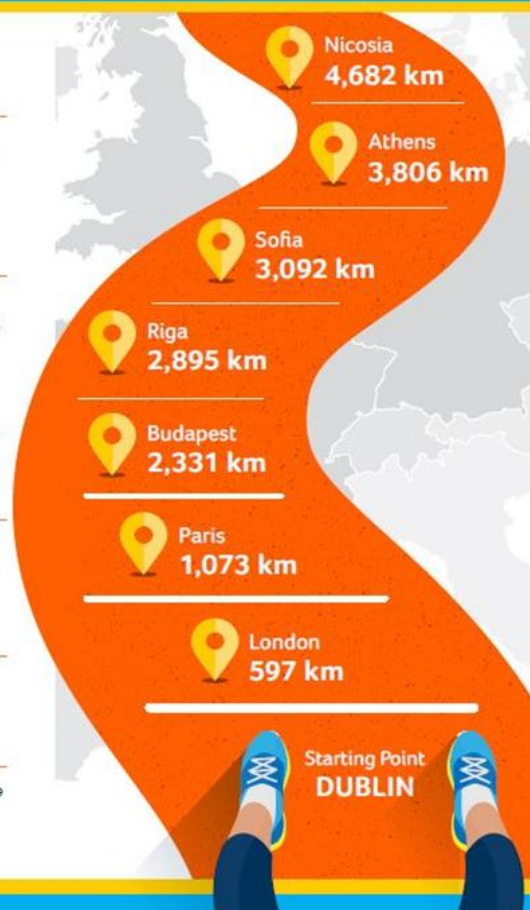 Nicosia
4,682 km
Athens
3,806 km
Sofia
3,092 km
Riga
2,895 km
Budapest
2,331 km
Paris
1,073 km
London
597 km
Starting Point
DUBLIN